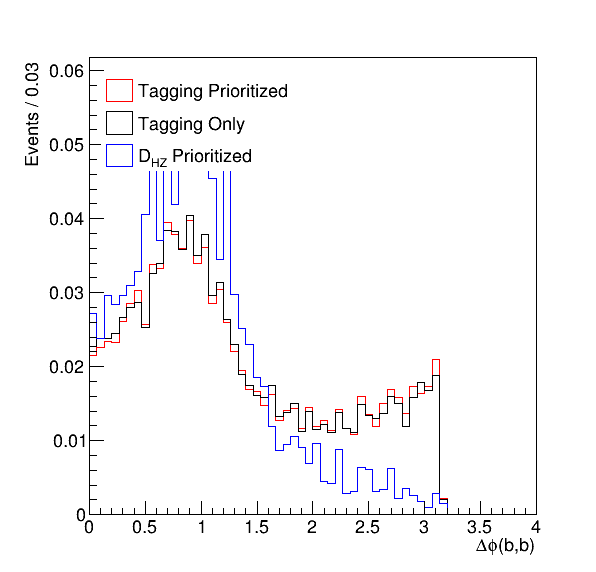 Events / 0.03
0.06
0.05
0.04
0.03
0.02
0.01
0
Tagging Prioritized
Tagging Only
D_HZ Prioritized
0 0.5 1 1.5 2 2.5 3 3.5 4
Δϕ(b,b)